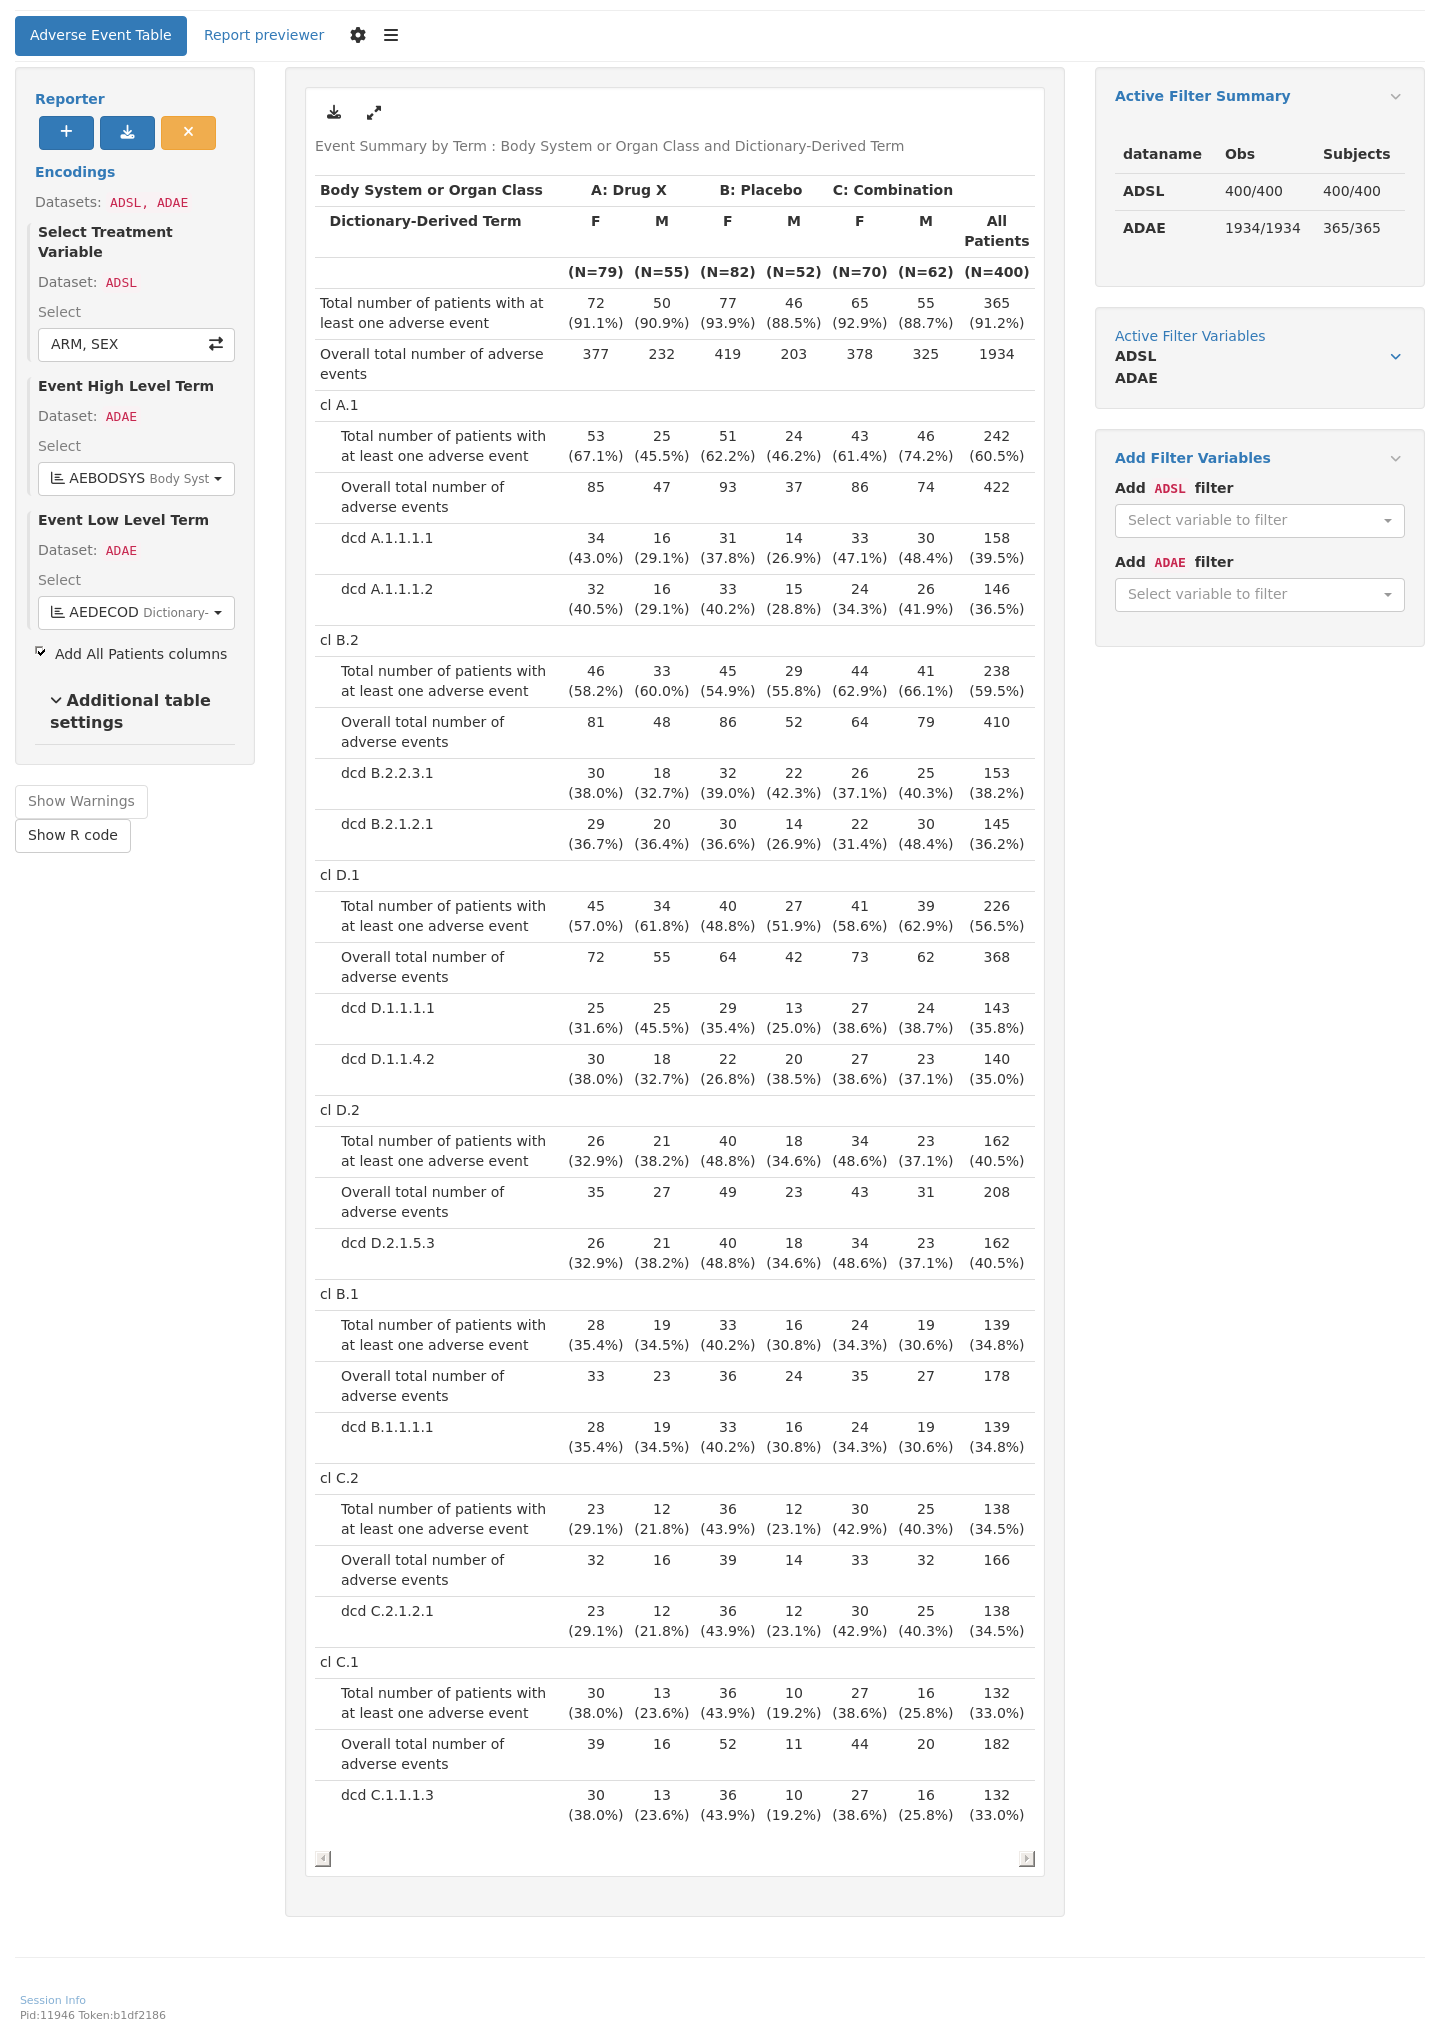 Adverse Event Table Report previewer
Reporter
Encodings
Datasets: ADSL, ADAE
Select Treatment
Variable
Dataset: ADSL
Select
ARM, SEX
Event High Level Term
Dataset: ADAE
Select
AEBODSYS Body Syst
Event Low Level Term
Dataset: ADAE
Select
AEDECOD Dictionary-
Add All Patients columns
Additional table
settings
Show Warnings
Show R code
Event Summary by Term : Body System or Organ Class and Dictionary-Derived Term
Body System or Organ Class A: Drug X B: Placebo C: Combination
Dictionary-Derived Term F M F M F M All
Patients
(N=79) (N=55) (N=82) (N=52) (N=70) (N=62) (N=400)
Total number of patients with at 72 50 77 46 65 55 365
least one adverse event (91.1%) (90.9%) (93.9%) (88.5%) (92.9%) (88.7%) (91.2%)
Overall total number of adverse 377 232 419 203 378 325 1934
events
cl A.1
Total number of patients with 53 25 51 24 43 46 242
at least one adverse event (67.1%) (45.5%) (62.2%) (46.2%) (61.4%) (74.2%) (60.5%)
Overall total number of 85 47 93 37 86 74 422
adverse events
dcd A.1.1.1.1 34 16 31 14 33 30 158
(43.0%) (29.1%) (37.8%) (26.9%) (47.1%) (48.4%) (39.5%)
dcd A.1.1.1.2 32 16 33 15 24 26 146
(40.5%) (29.1%) (40.2%) (28.8%) (34.3%) (41.9%) (36.5%)
cl B.2
Total number of patients with 46 33 45 29 44 41 238
at least one adverse event (58.2%) (60.0%) (54.9%) (55.8%) (62.9%) (66.1%) (59.5%)
Overall total number of 81 48 86 52 64 79 410
adverse events
dcd B.2.2.3.1 30 18 32 22 26 25 153
(38.0%) (32.7%) (39.0%) (42.3%) (37.1%) (40.3%) (38.2%)
dcd B.2.1.2.1 29 20 30 14 22 30 145
(36.7%) (36.4%) (36.6%) (26.9%) (31.4%) (48.4%) (36.2%)
cl D.1
Total number of patients with 45 34 40 27 41 39 226
at least one adverse event (57.0%) (61.8%) (48.8%) (51.9%) (58.6%) (62.9%) (56.5%)
Overall total number of 72 55 64 42 73 62 368
adverse events
dcd D.1.1.1.1 25 25 29 13 27 24 143
(31.6%) (45.5%) (35.4%) (25.0%) (38.6%) (38.7%) (35.8%)
dcd D.1.1.4.2 30 18 22 20 27 23 140
(38.0%) (32.7%) (26.8%) (38.5%) (38.6%) (37.1%) (35.0%)
cl D.2
Total number of patients with 26 21 40 18 34 23 162
at least one adverse event (32.9%) (38.2%) (48.8%) (34.6%) (48.6%) (37.1%) (40.5%)
Overall total number of 35 27 49 23 43 31 208
adverse events
dcd D.2.1.5.3 26 21 40 18 34 23 162
(32.9%) (38.2%) (48.8%) (34.6%) (48.6%) (37.1%) (40.5%)
cl B.1
Total number of patients with 28 19 33 16 24 19 139
at least one adverse event (35.4%) (34.5%) (40.2%) (30.8%) (34.3%) (30.6%) (34.8%)
Overall total number of 33 23 36 24 35 27 178
adverse events
dcd B.1.1.1.1 28 19 33 16 24 19 139
(35.4%) (34.5%) (40.2%) (30.8%) (34.3%) (30.6%) (34.8%)
cl C.2
Total number of patients with 23 12 36 12 30 25 138
at least one adverse event (29.1%) (21.8%) (43.9%) (23.1%) (42.9%) (40.3%) (34.5%)
Overall total number of 32 16 39 14 33 32 166
adverse events
dcd C.2.1.2.1 23 12 36 12 30 25 138
(29.1%) (21.8%) (43.9%) (23.1%) (42.9%) (40.3%) (34.5%)
cl C.1
Total number of patients with 30 13 36 10 27 16 132
at least one adverse event (38.0%) (23.6%) (43.9%) (19.2%) (38.6%) (25.8%) (33.0%)
Overall total number of 39 16 52 11 44 20 182
adverse events
dcd C.1.1.1.3 30 13 36 10 27 16 132
(38.0%) (23.6%) (43.9%) (19.2%) (38.6%) (25.8%) (33.0%)
Active Filter Summary
dataname Obs Subjects
ADSL 400/400 400/400
ADAE 1934/1934 365/365
Active Filter Variables
ADSL
ADAE
Add Filter Variables
Add ADSL filter
Select variable to filter
Add ADAE filter
Select variable to filter
Session Info
Pid:11946 Token:b1df2186